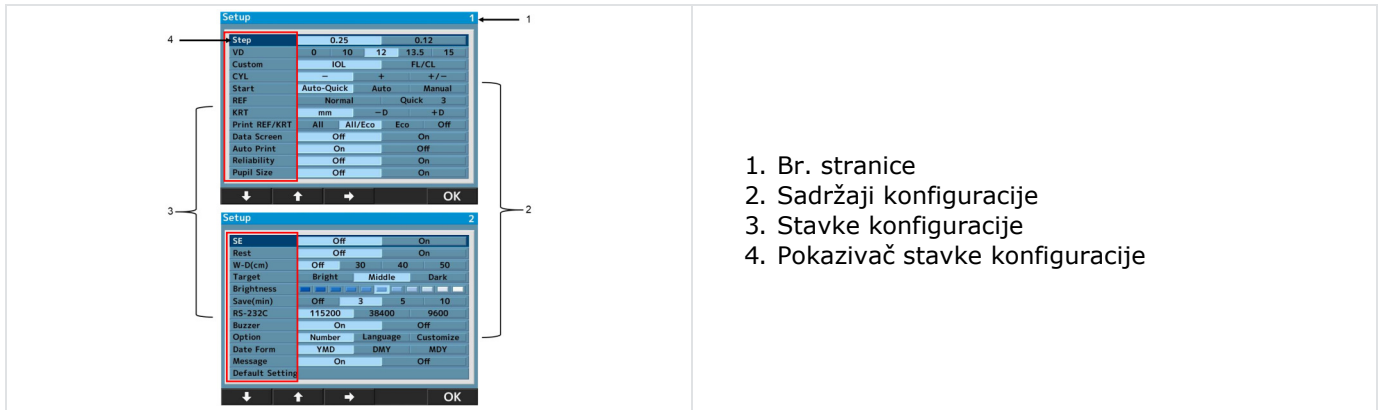 Setup 1
1
4
Step 0.25 0.12
VD 0 10 12 13.5 15
Custom IOL FL/CL
CYL − + +/−
Start Auto-Quick Auto Manual
REF Normal Quick 3
KRT mm −D +D
Print REF/KRT All All/Eco Eco Off
Data Screen Off On
Auto Print On Off
Reliability Off On
Pupil Size Off On
OK
3
2
Setup 2
SE Off On
Rest Off On
W-D(cm) Off 30 40 50
Target Bright Middle Dark
Brightness
Save(min) Off 3 5 10
RS-232C 115200 38400 9600
Buzzer On Off
Option Number Language Customize
Date Form YMD DMY MDY
Message On Off
Default Setting
OK
1. Br. stranice
2. Sadržaji konfiguracije
3. Stavke konfiguracije
4. Pokazivač stavke konfiguracije